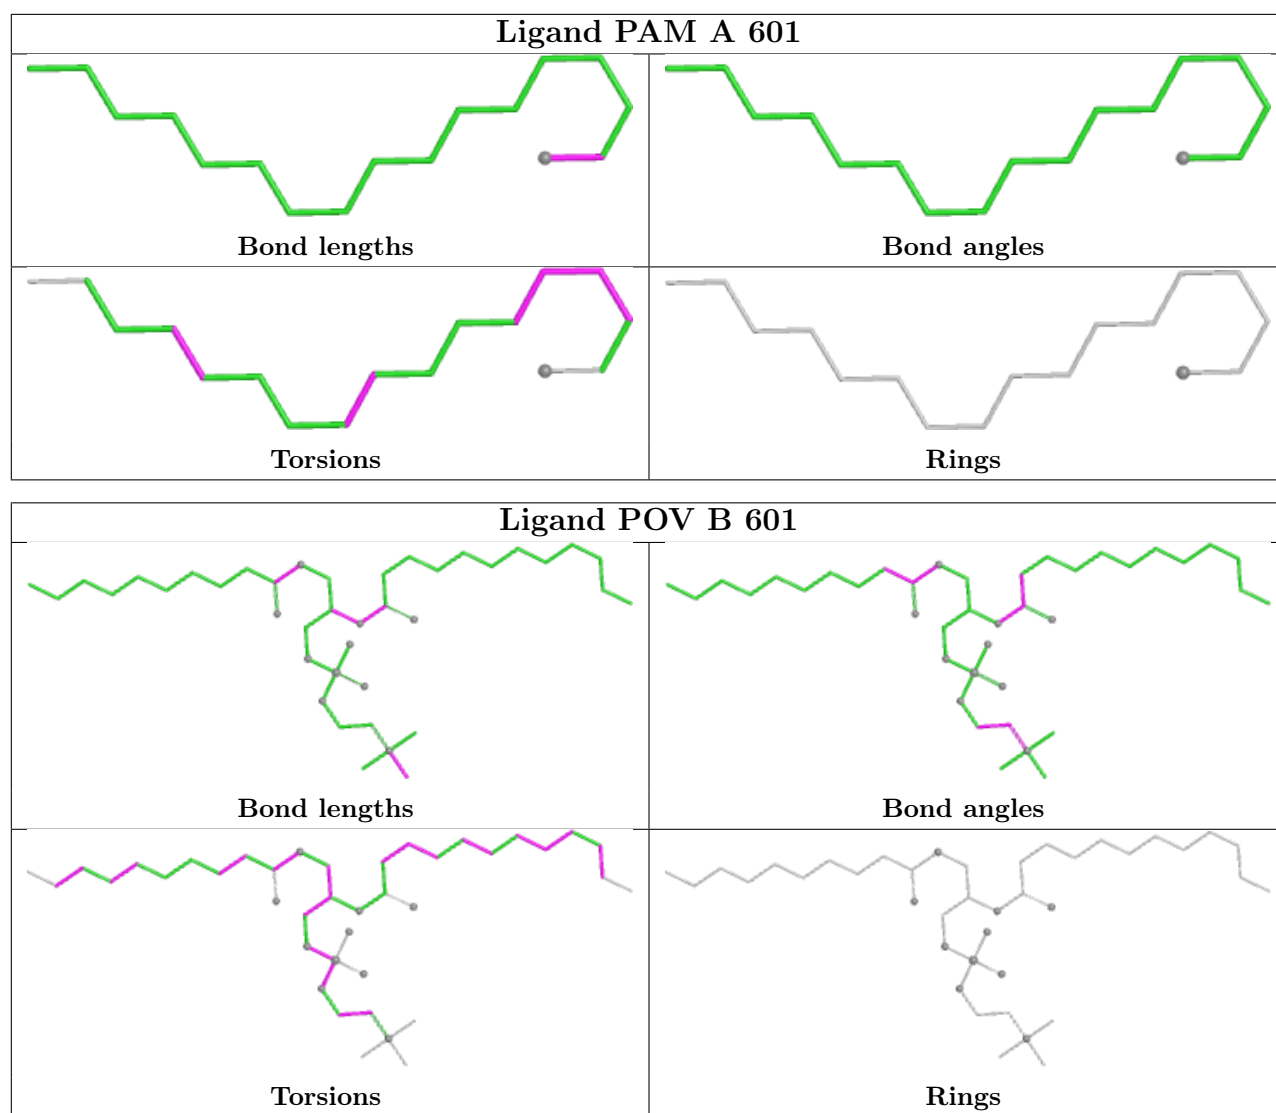 Ligand PAM A 601
Bond lengths
Bond angles
Torsions
Rings
Ligand POV B 601
Bond lengths
Bond angles
Torsions
Rings